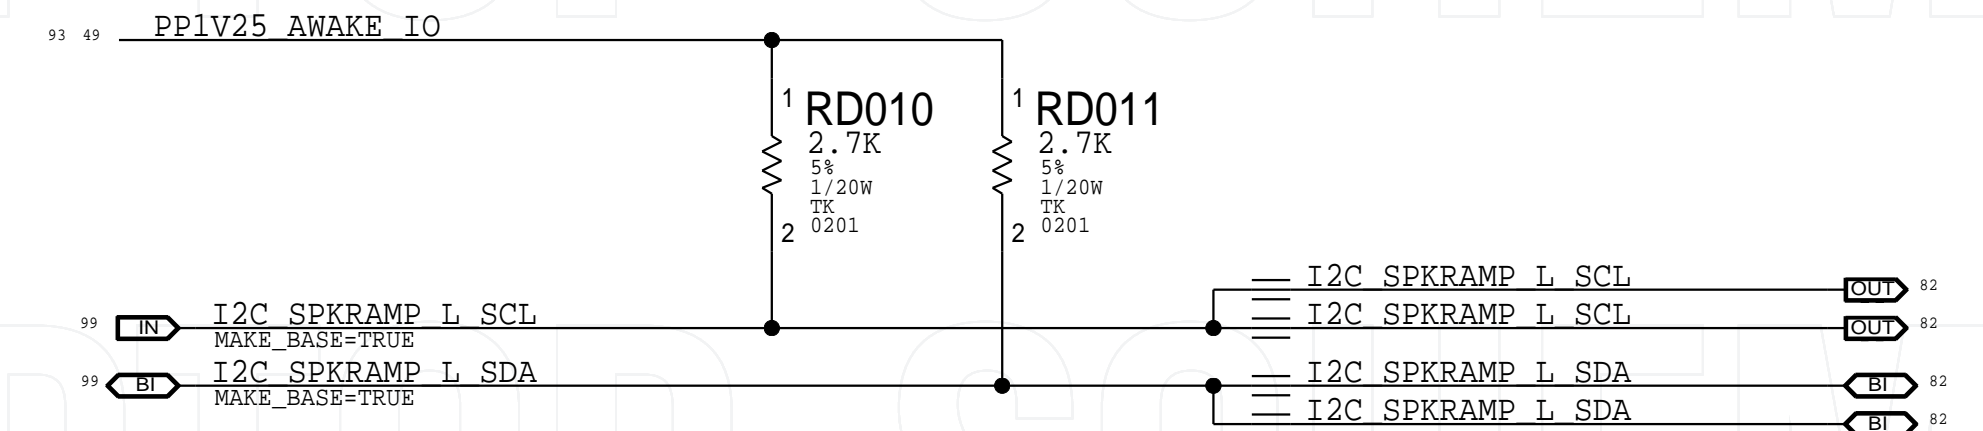 93 49 PP1V25_AWAKE_IO
1 RD010
2.7K
5%
1/20W
TK
0201
2
1 RD011
2.7K
5%
1/20W
TK
0201
2
I2C_SPKRAMP_L_SCL OUT 82
99 IN I2C_SPKRAMP_L_SCL
MAKE_BASE=TRUE
I2C_SPKRAMP_L_SCL OUT 82
99 BI I2C_SPKRAMP_L_SDA
MAKE_BASE=TRUE
I2C_SPKRAMP_L_SDA BI 82
I2C_SPKRAMP_L_SDA BI 82